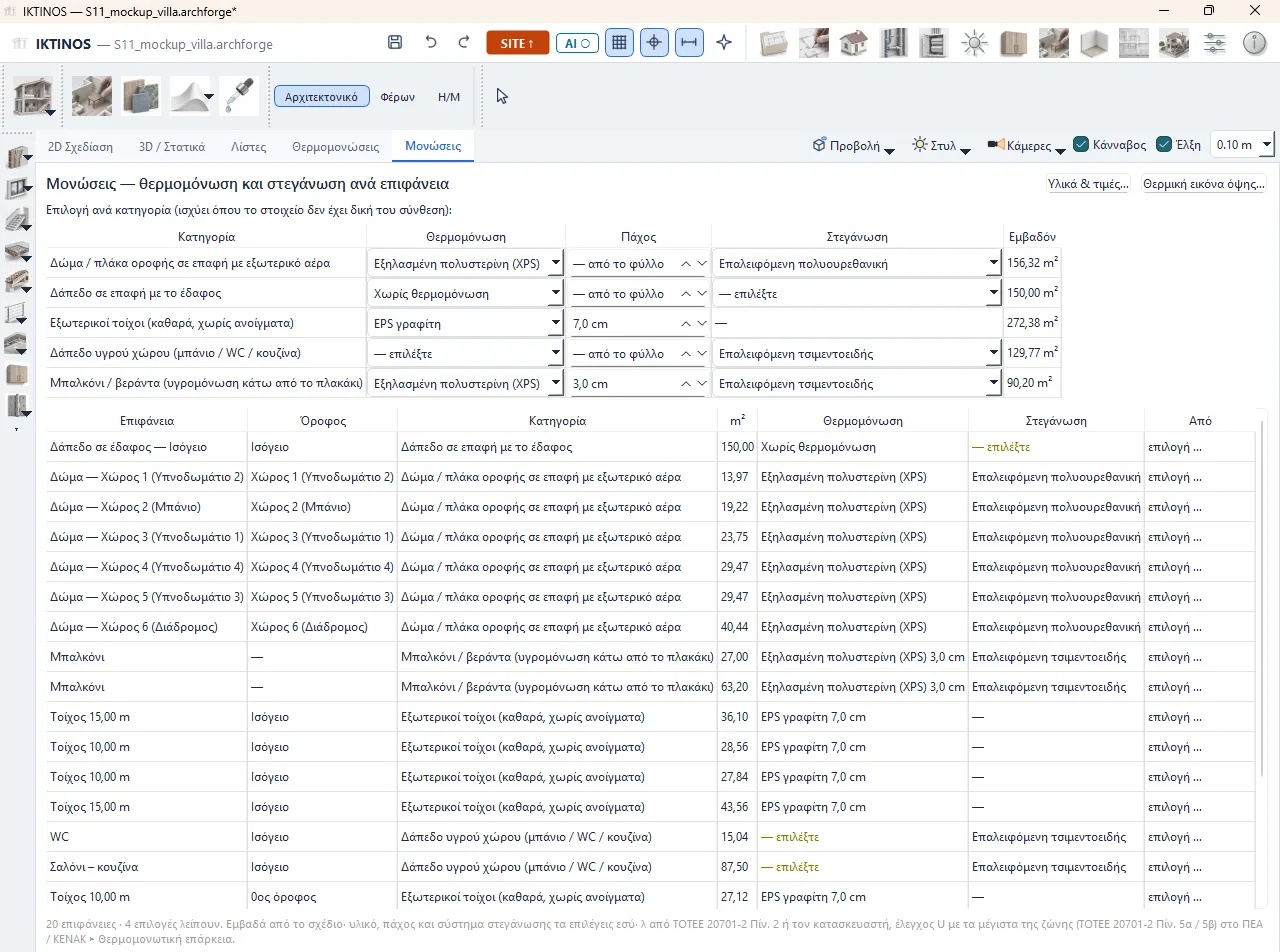 IKTINOS — S11_mockup_villa.archforge*
IKTINOS — S11_mockup_villa.archforge
SITE ↑
AI ○
Αρχιτεκτονικό
Φέρων
Η/Μ
2D Σχεδίαση
3D / Στατικά
Λίστες
Θερμομονώσεις
Μονώσεις
Προβολή
Στυλ
Κάμερες
Κάνναβος
Έλξη
0.10 m
Μονώσεις — θερμομόνωση και στεγάνωση ανά επιφάνεια
Υλικά & τιμές...
Θερμική εικόνα όψης...
Επιλογή ανά κατηγορία (ισχύει όπου το στοιχείο δεν έχει δική του σύνθεση):
Κατηγορία Θερμομόνωση Πάχος Στεγάνωση Εμβαδόν
Δώμα / πλάκα οροφής σε επαφή με εξωτερικό αέρα Εξηλασμένη πολυστερίνη (XPS) — από το φύλλο Επαλειφόμενη πολυουρεθανική 156,32 m²
Δάπεδο σε επαφή με το έδαφος Χωρίς θερμομόνωση — από το φύλλο — επιλέξτε 150,00 m²
Εξωτερικοί τοίχοι (καθαρά, χωρίς ανοίγματα) EPS γραφίτη 7,0 cm — 272,38 m²
Δάπεδο υγρού χώρου (μπάνιο / WC / κουζίνα) — επιλέξτε — από το φύλλο Επαλειφόμενη τσιμεντοειδής 129,77 m²
Μπαλκόνι / βεράντα (υγρομόνωση κάτω από το πλακάκι) Εξηλασμένη πολυστερίνη (XPS) 3,0 cm Επαλειφόμενη τσιμεντοειδής 90,20 m²
Επιφάνεια Όροφος Κατηγορία m² Θερμομόνωση Στεγάνωση Από
Δάπεδο σε έδαφος — Ισόγειο Ισόγειο Δάπεδο σε επαφή με το έδαφος 150,00 Χωρίς θερμομόνωση — επιλέξτε επιλογή ...
Δώμα — Χώρος 1 (Υπνοδωμάτιο 2) Χώρος 1 (Υπνοδωμάτιο 2) Δώμα / πλάκα οροφής σε επαφή με εξωτερικό αέρα 13,97 Εξηλασμένη πολυστερίνη (XPS) Επαλειφόμενη πολυουρεθανική επιλογή ...
Δώμα — Χώρος 2 (Μπάνιο) Χώρος 2 (Μπάνιο) Δώμα / πλάκα οροφής σε επαφή με εξωτερικό αέρα 19,22 Εξηλασμένη πολυστερίνη (XPS) Επαλειφόμενη πολυουρεθανική επιλογή ...
Δώμα — Χώρος 3 (Υπνοδωμάτιο 1) Χώρος 3 (Υπνοδωμάτιο 1) Δώμα / πλάκα οροφής σε επαφή με εξωτερικό αέρα 23,75 Εξηλασμένη πολυστερίνη (XPS) Επαλειφόμενη πολυουρεθανική επιλογή ...
Δώμα — Χώρος 4 (Υπνοδωμάτιο 4) Χώρος 4 (Υπνοδωμάτιο 4) Δώμα / πλάκα οροφής σε επαφή με εξωτερικό αέρα 29,47 Εξηλασμένη πολυστερίνη (XPS) Επαλειφόμενη πολυουρεθανική επιλογή ...
Δώμα — Χώρος 5 (Υπνοδωμάτιο 3) Χώρος 5 (Υπνοδωμάτιο 3) Δώμα / πλάκα οροφής σε επαφή με εξωτερικό αέρα 29,47 Εξηλασμένη πολυστερίνη (XPS) Επαλειφόμενη πολυουρεθανική επιλογή ...
Δώμα — Χώρος 6 (Διάδρομος) Χώρος 6 (Διάδρομος) Δώμα / πλάκα οροφής σε επαφή με εξωτερικό αέρα 40,44 Εξηλασμένη πολυστερίνη (XPS) Επαλειφόμενη πολυουρεθανική επιλογή ...
Μπαλκόνι — Μπαλκόνι / βεράντα (υγρομόνωση κάτω από το πλακάκι) 27,00 Εξηλασμένη πολυστερίνη (XPS) 3,0 cm Επαλειφόμενη τσιμεντοειδής επιλογή ...
Μπαλκόνι — Μπαλκόνι / βεράντα (υγρομόνωση κάτω από το πλακάκι) 63,20 Εξηλασμένη πολυστερίνη (XPS) 3,0 cm Επαλειφόμενη τσιμεντοειδής επιλογή ...
Τοίχος 15,00 m Ισόγειο Εξωτερικοί τοίχοι (καθαρά, χωρίς ανοίγματα) 36,10 EPS γραφίτη 7,0 cm — επιλογή ...
Τοίχος 10,00 m Ισόγειο Εξωτερικοί τοίχοι (καθαρά, χωρίς ανοίγματα) 28,56 EPS γραφίτη 7,0 cm — επιλογή ...
Τοίχος 10,00 m Ισόγειο Εξωτερικοί τοίχοι (καθαρά, χωρίς ανοίγματα) 27,84 EPS γραφίτη 7,0 cm — επιλογή ...
Τοίχος 15,00 m Ισόγειο Εξωτερικοί τοίχοι (καθαρά, χωρίς ανοίγματα) 43,56 EPS γραφίτη 7,0 cm — επιλογή ...
WC Ισόγειο Δάπεδο υγρού χώρου (μπάνιο / WC / κουζίνα) 15,04 — επιλέξτε Επαλειφόμενη τσιμεντοειδής επιλογή ...
Σαλόνι – κουζίνα Ισόγειο Δάπεδο υγρού χώρου (μπάνιο / WC / κουζίνα) 87,50 — επιλέξτε Επαλειφόμενη τσιμεντοειδής επιλογή ...
Τοίχος 10,00 m 0ος όροφος Εξωτερικοί τοίχοι (καθαρά, χωρίς ανοίγματα) 27,12 EPS γραφίτη 7,0 cm — επιλογή ...
20 επιφάνειες · 4 επιλογές λείπουν. Εμβαδά από το σχέδιο· υλικό, πάχος και σύστημα στεγάνωσης τα επιλέγεις εσύ· λ από ΤΟΤΕΕ 20701-2 Πίν. 2 ή τον κατασκευαστή, έλεγχος U με τα μέγιστα της ζώνης (ΤΟΤΕΕ 20701-2 Πίν. 5α / 5β) στο ΠΕΑ
/ ΚΕΝΑΚ ▸ Θερμομονωτική επάρκεια.